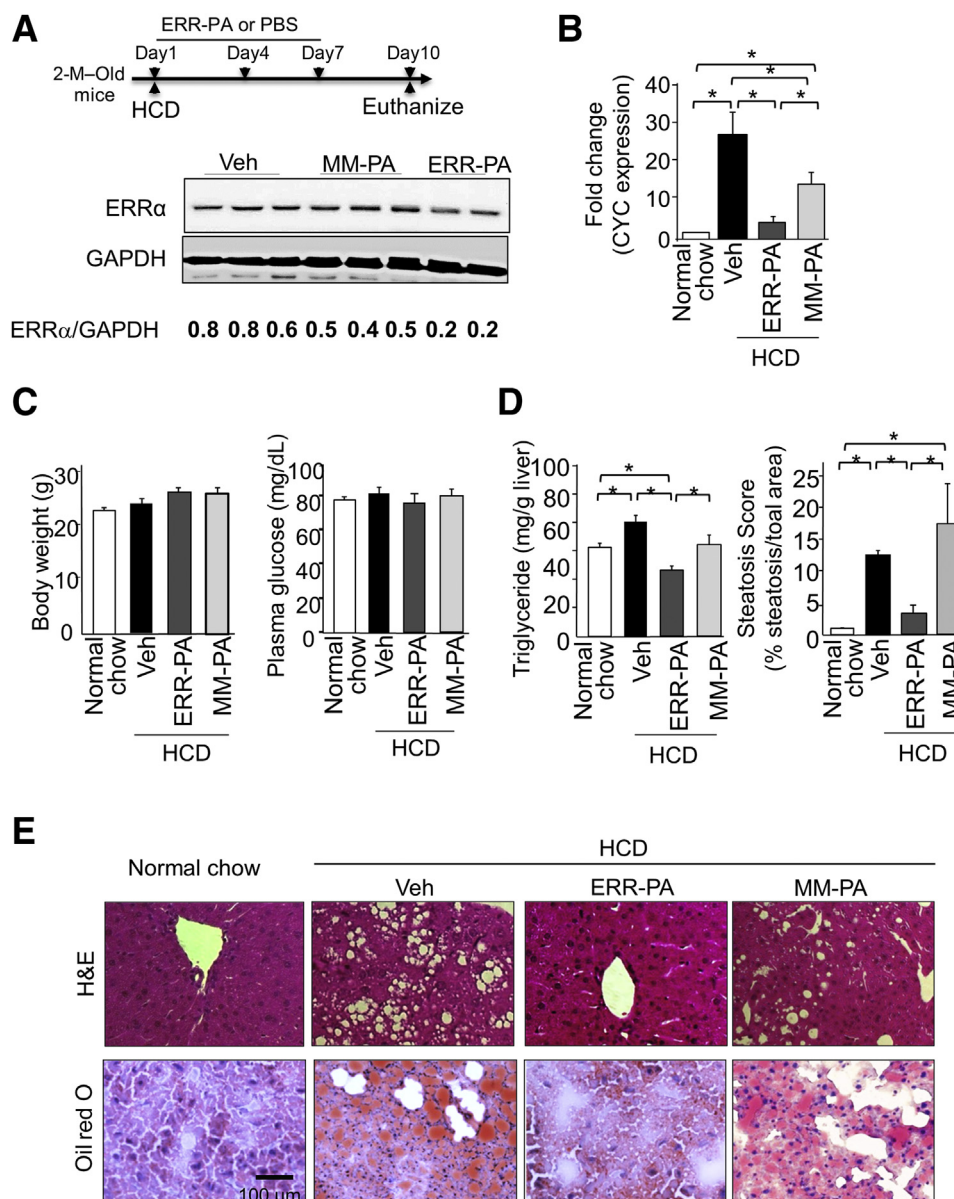 A
ERR-PA or PBS
Day1 Day4 Day7 Day10
2-M–Old
mice
HCD Euthanize
Veh MM-PA ERR-PA
ERRα
GAPDH
ERRα/GAPDH 0.8 0.8 0.6 0.5 0.4 0.5 0.2 0.2
B
Fold change
(CYC expression)
40
30
20
10
0
* * * * *
Normal
chow
Veh
ERR-PA
MM-PA
HCD
C
Body weight (g)
30
20
10
0
Normal
chow
Veh
ERR-PA
MM-PA
HCD
Plasma glucose (mg/dL)
100
80
60
40
20
0
Normal
chow
Veh
ERR-PA
MM-PA
HCD
D
Triglyceride (mg/g liver)
100
80
60
40
20
0
* * * *
Normal
chow
Veh
ERR-PA
MM-PA
HCD
Steatosis Score
(% steatosis/toal area)
25
20
15
10
5
0
* * * *
Normal
chow
Veh
ERR-PA
MM-PA
HCD
E
Normal chow
HCD
Veh ERR-PA MM-PA
H&E
Oil red O
100 μm